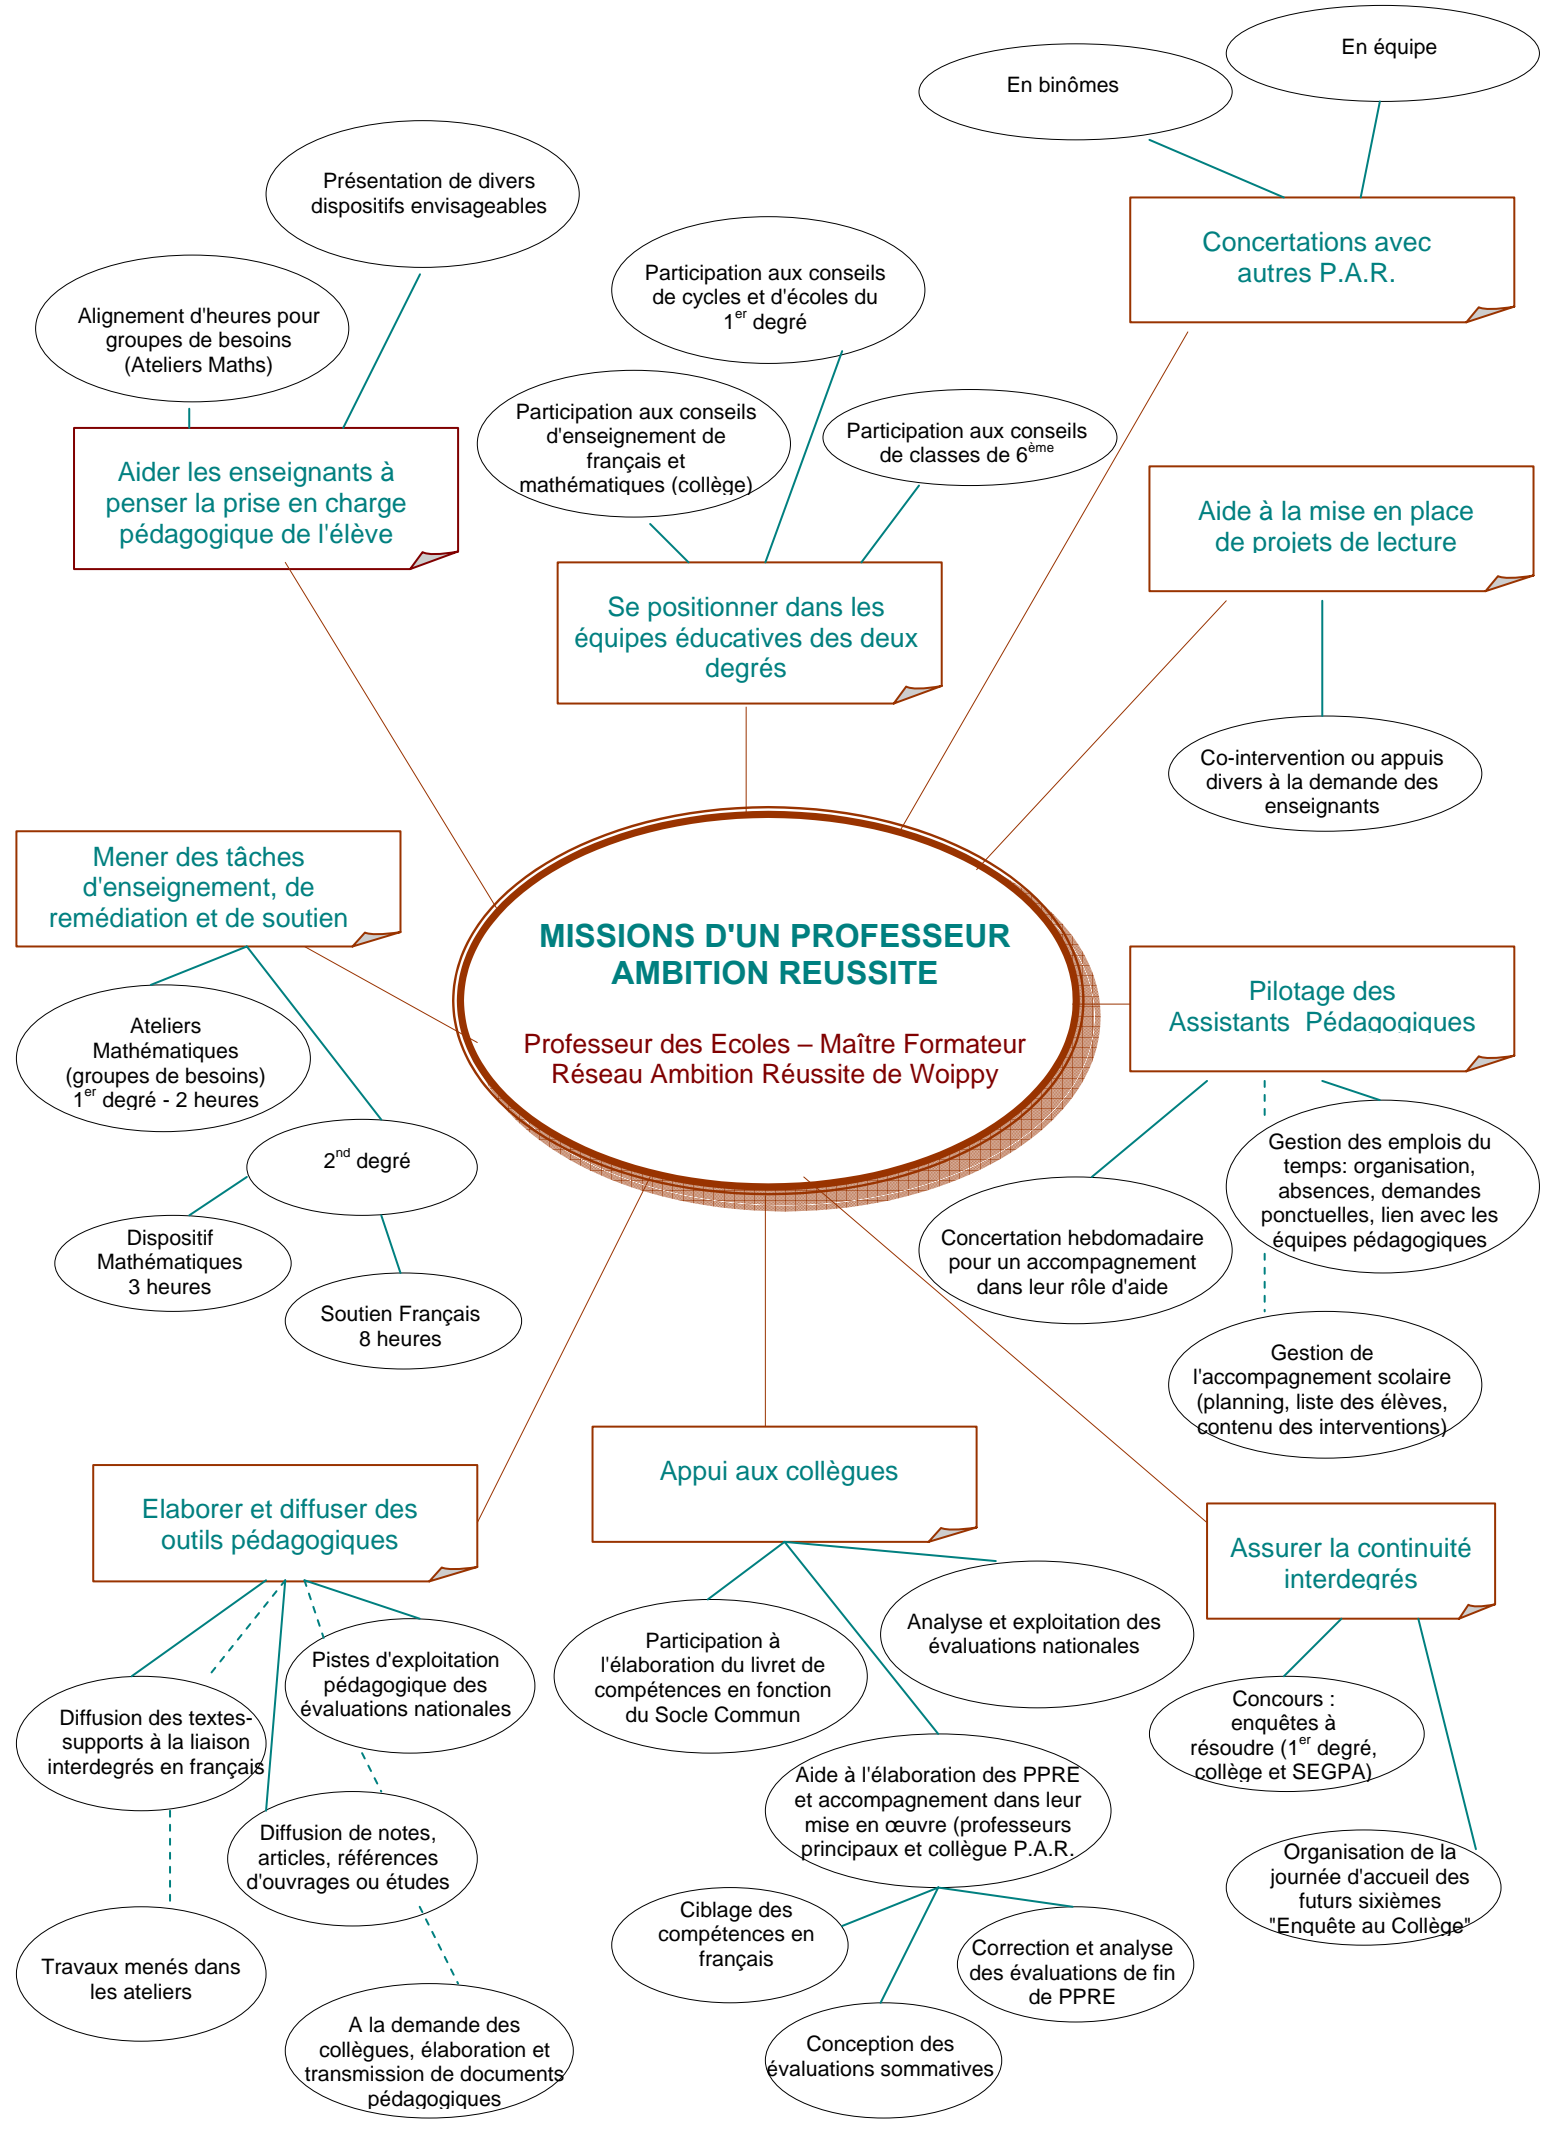 En équipe
En binômes
Présentation de divers
dispositifs envisageables
Concertations avec
autres P.A.R.
Participation aux conseils
de cycles et d'écoles du
1er degré
Alignement d'heures pour
groupes de besoins
(Ateliers Maths)
Participation aux conseils
d'enseignement de
français et
mathématiques (collège)
Participation aux conseils
de classes de 6ème
Aider les enseignants à
penser la prise en charge
pédagogique de l'élève
Aide à la mise en place
de projets de lecture
Se positionner dans les
équipes éducatives des deux
degrés
Co-intervention ou appuis
divers à la demande des
enseignants
Mener des tâches
d'enseignement, de
remédiation et de soutien
MISSIONS D'UN PROFESSEUR
AMBITION REUSSITE
Professeur des Ecoles – Maître Formateur
Réseau Ambition Réussite de Woippy
Pilotage des
Assistants  Pédagogiques
Ateliers
Mathématiques
(groupes de besoins)
1er degré - 2 heures
2nd degré
Gestion des emplois du
temps: organisation,
absences, demandes
ponctuelles, lien avec les
équipes pédagogiques
Dispositif
Mathématiques
3 heures
Concertation hebdomadaire
pour un accompagnement
dans leur rôle d'aide
Soutien Français
8 heures
Gestion de
l'accompagnement scolaire
(planning, liste des élèves,
contenu des interventions)
Elaborer et diffuser des
outils pédagogiques
Appui aux collègues
Assurer la continuité
interdegrés
Pistes d'exploitation
pédagogique des
évaluations nationales
Participation à
l'élaboration du livret de
compétences en fonction
du Socle Commun
Analyse et exploitation des
évaluations nationales
Diffusion des textes-
supports à la liaison
interdegrés en français
Concours :
enquêtes à
résoudre (1er degré,
collège et SEGPA)
Aide à l'élaboration des PPRE
et accompagnement dans leur
mise en œuvre (professeurs
principaux et collègue P.A.R.
Diffusion de notes,
articles, références
d'ouvrages ou études
Organisation de la
journée d'accueil des
futurs sixièmes
"Enquête au Collège"
Ciblage des
compétences en
français
Correction et analyse
des évaluations de fin
de PPRE
Travaux menés dans
les ateliers
A la demande des
collègues, élaboration et
transmission de documents
pédagogiques
Conception des
évaluations sommatives